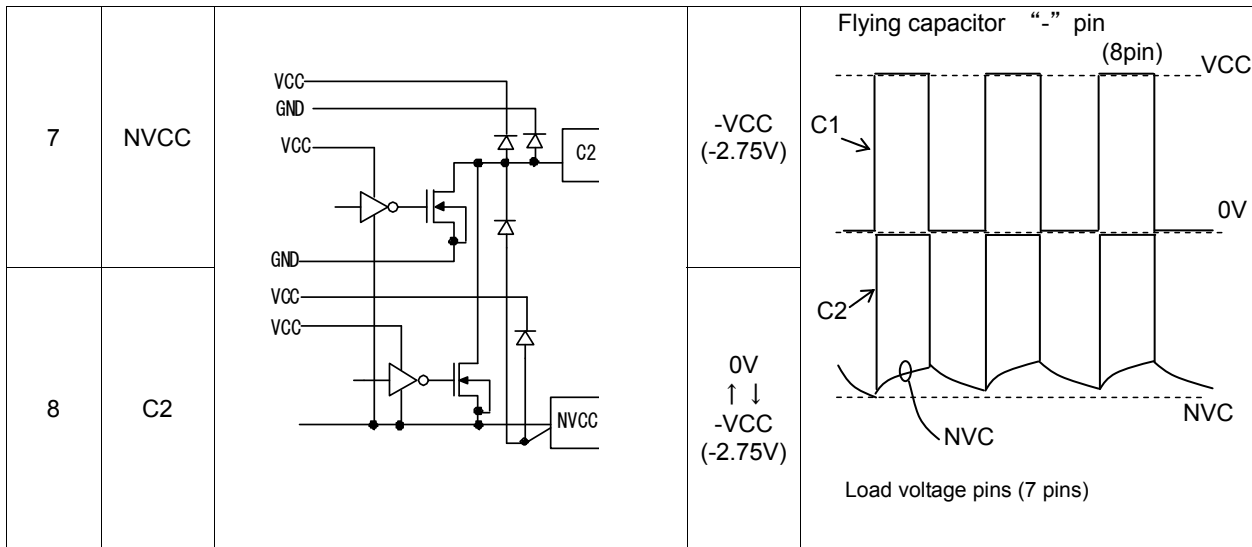 7
NVCC
VCC
GND
VCC
C2
GND
VCC
VCC
NVCC
-VCC
(-2.75V)
Flying capacitor “-” pin
(8pin)
VCC
C1
0V
8
C2
0V
↑ ↓
-VCC
(-2.75V)
C2
NVC
NVC
Load voltage pins (7 pins)